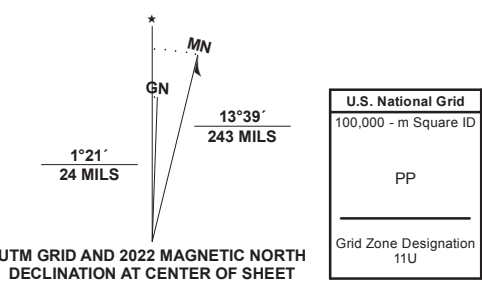 MN
GN
13°39´
243 MILS
1°21´
24 MILS
UTM GRID AND 2022 MAGNETIC NORTH
DECLINATION AT CENTER OF SHEET
U.S. National Grid
100,000 - m Square ID
PP
Grid Zone Designation
11U